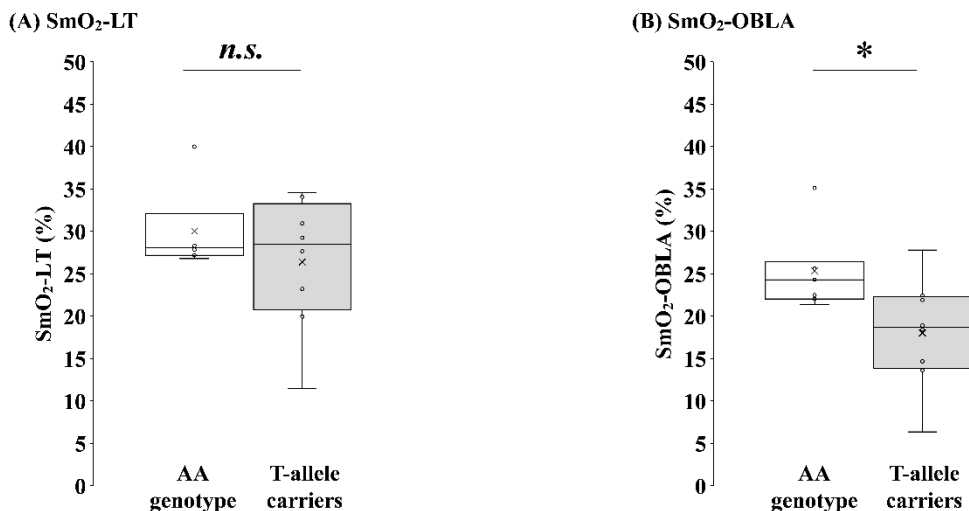 (A) SmO₂-LT
n.s.
50
45
40
35
30
25
20
15
10
5
0
SmO₂-LT (%)
AA
genotype
T-allele
carriers
(B) SmO₂-OBLA
*
50
45
40
35
30
25
20
15
10
5
0
SmO₂-OBLA (%)
AA
genotype
T-allele
carriers